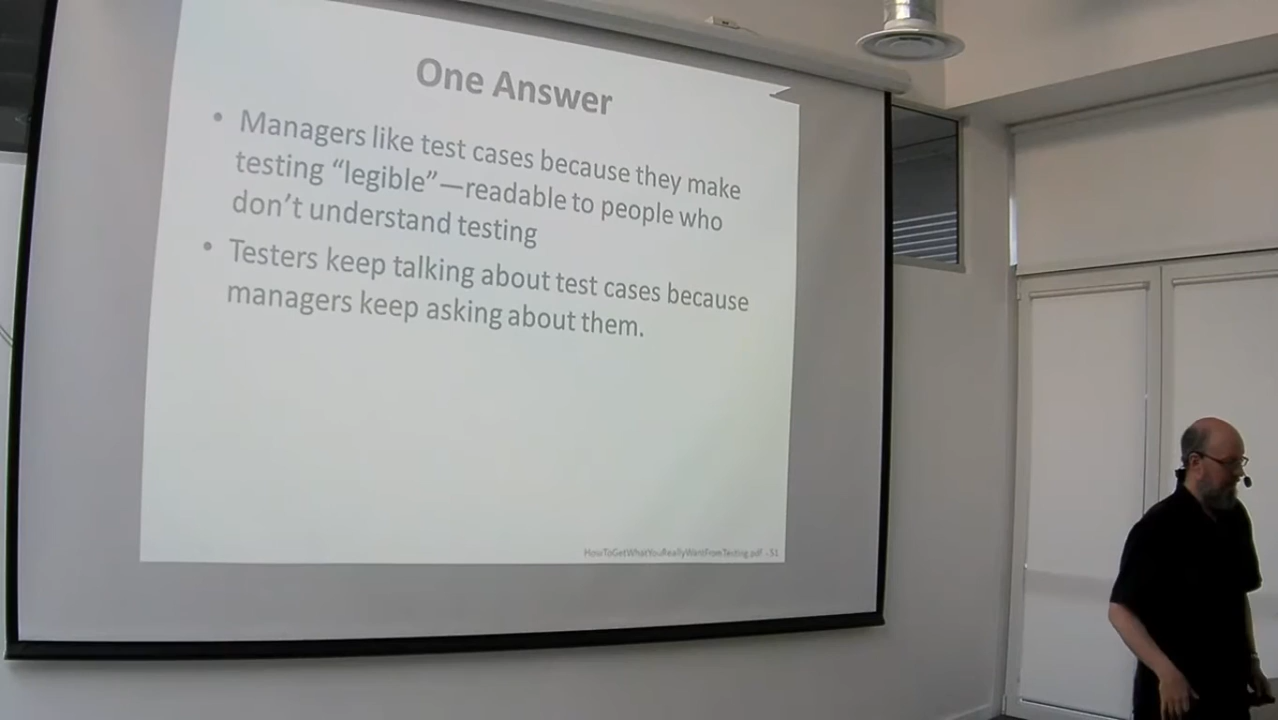 One Answer
• Managers like test cases because they make
testing “legible”—readable to people who
don’t understand testing
• Testers keep talking about test cases because
managers keep asking about them.
HowToGetWhatYouReallyWantFromTesting.pdf - 51